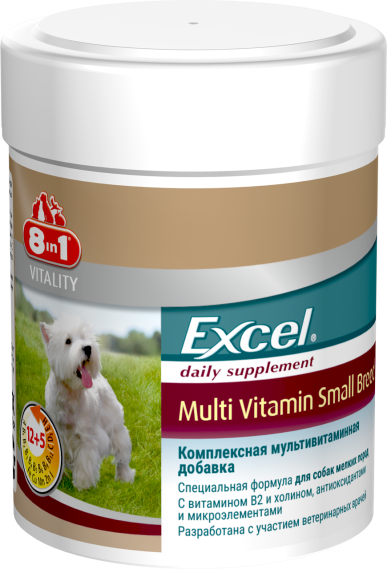 8in1
VITALITY
Excel®
daily supplement
Multi Vitamin Small Breed
12+5
Комплексная мультивитаминная
добавка
Специальная формула для собак мелких пород
С витамином B2 и холином, антиоксидантами
и микроэлементами
Разработана с участием ветеринарных врачей